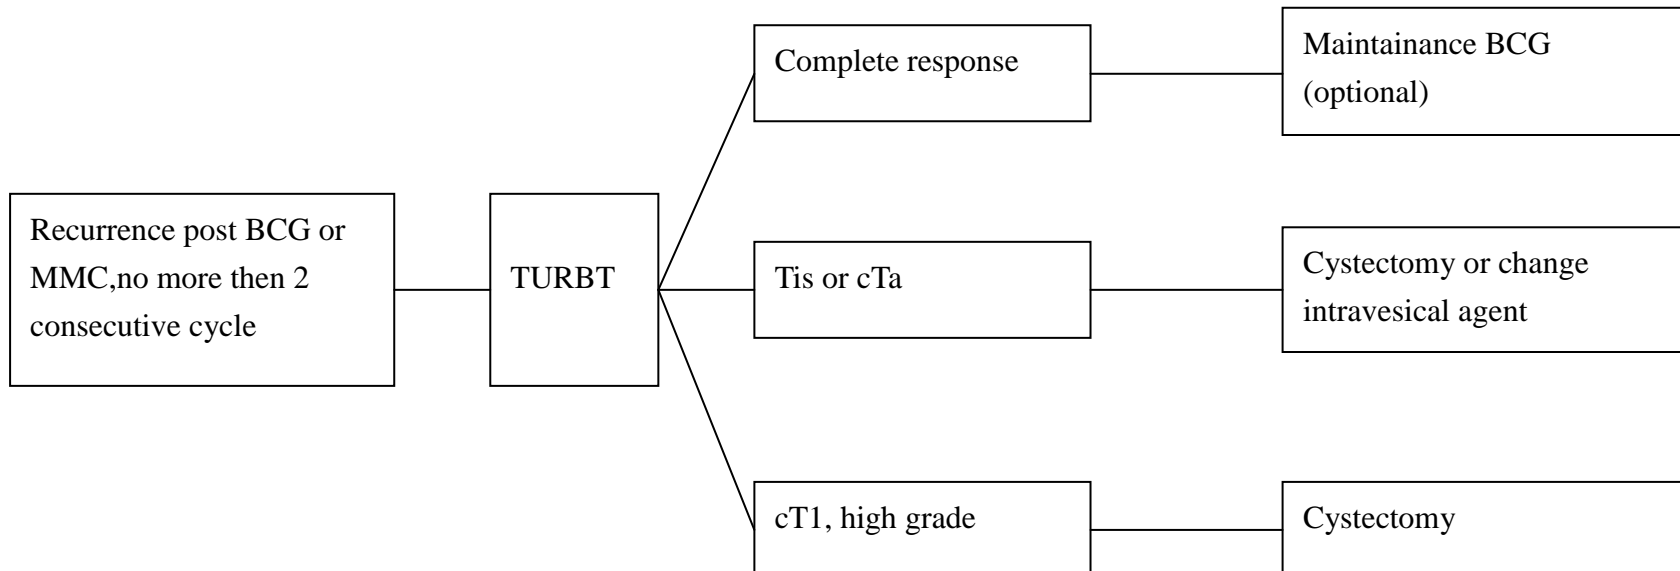 Recurrence post BCG or
MMC,no more then 2
consecutive cycle
TURBT
Complete response
Maintainance BCG
(optional)
Tis or cTa
Cystectomy or change
intravesical agent
cT1, high grade
Cystectomy